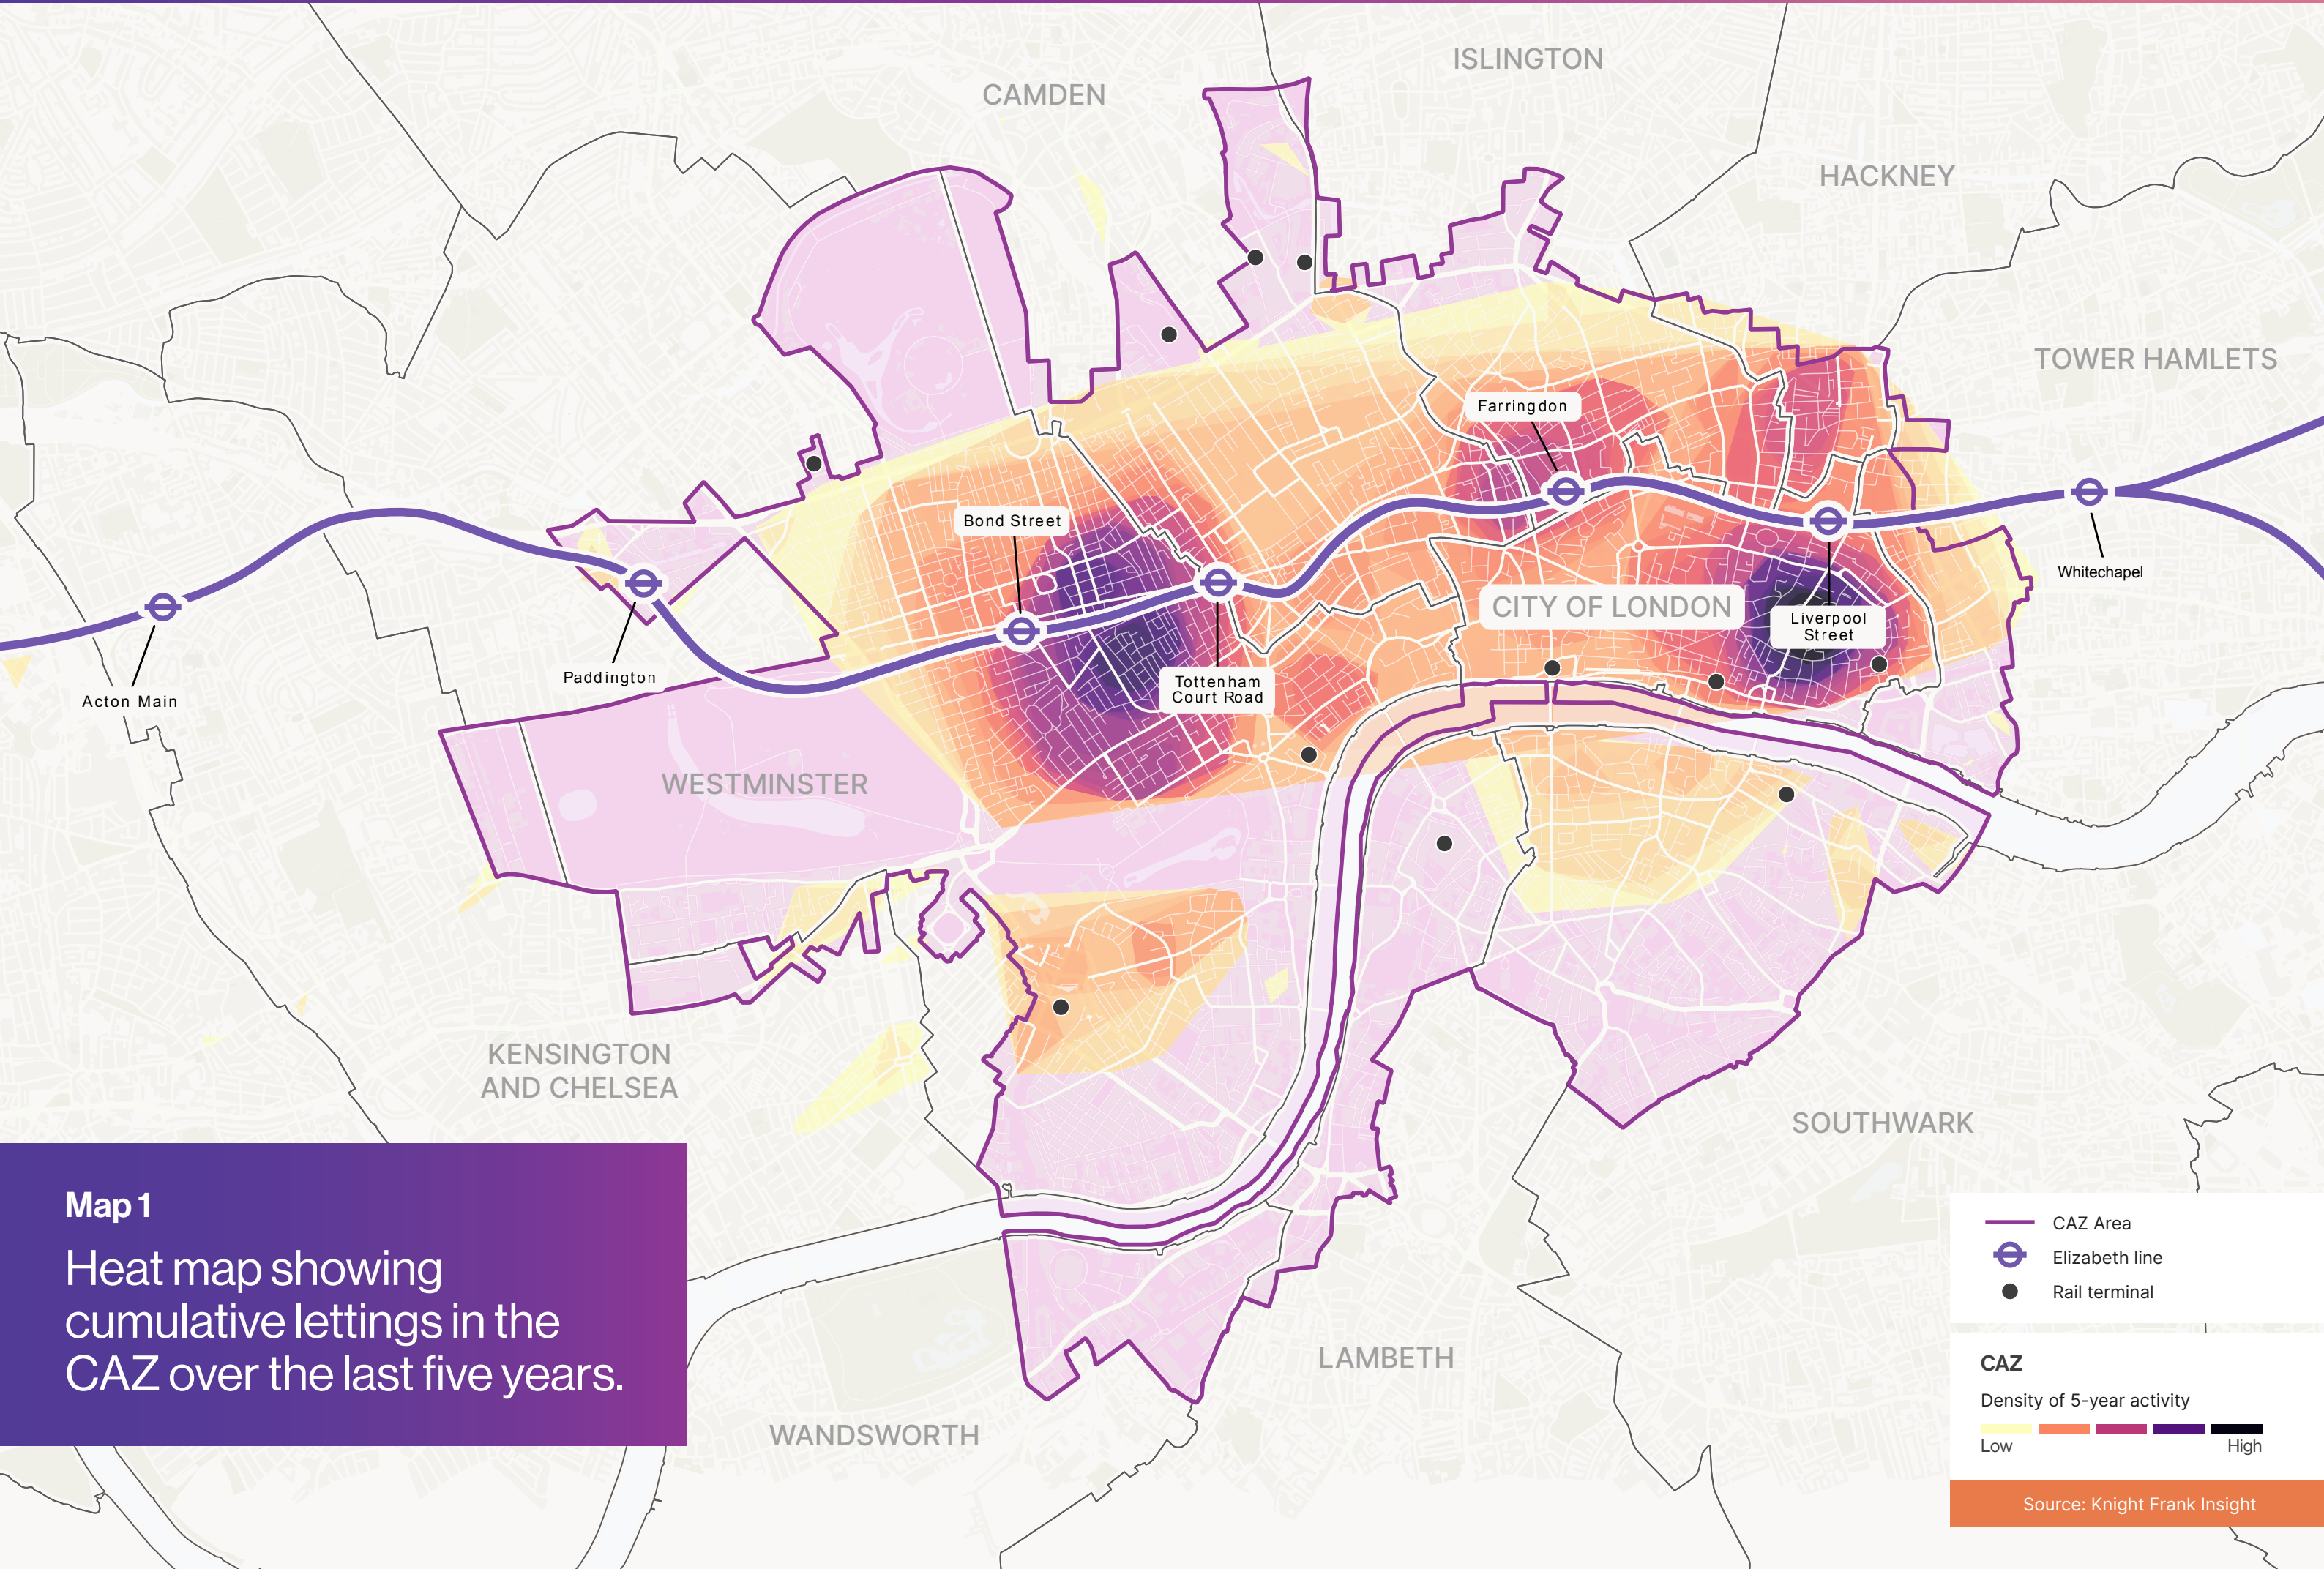 ISLINGTON
CAMDEN
HACKNEY
TOWER HAMLETS
Farringdon
Bond Street
Whitechapel
CITY OF LONDON
Liverpool
Street
Paddington
Tottenham
Court Road
Acton Main
WESTMINSTER
KENSINGTON
AND CHELSEA
SOUTHWARK
LAMBETH
WANDSWORTH
Map 1
Heat map showing
cumulative lettings in the
CAZ over the last five years.
CAZ Area
Elizabeth line
Rail terminal
CAZ
Density of 5-year activity
Low
High
Source: Knight Frank Insight